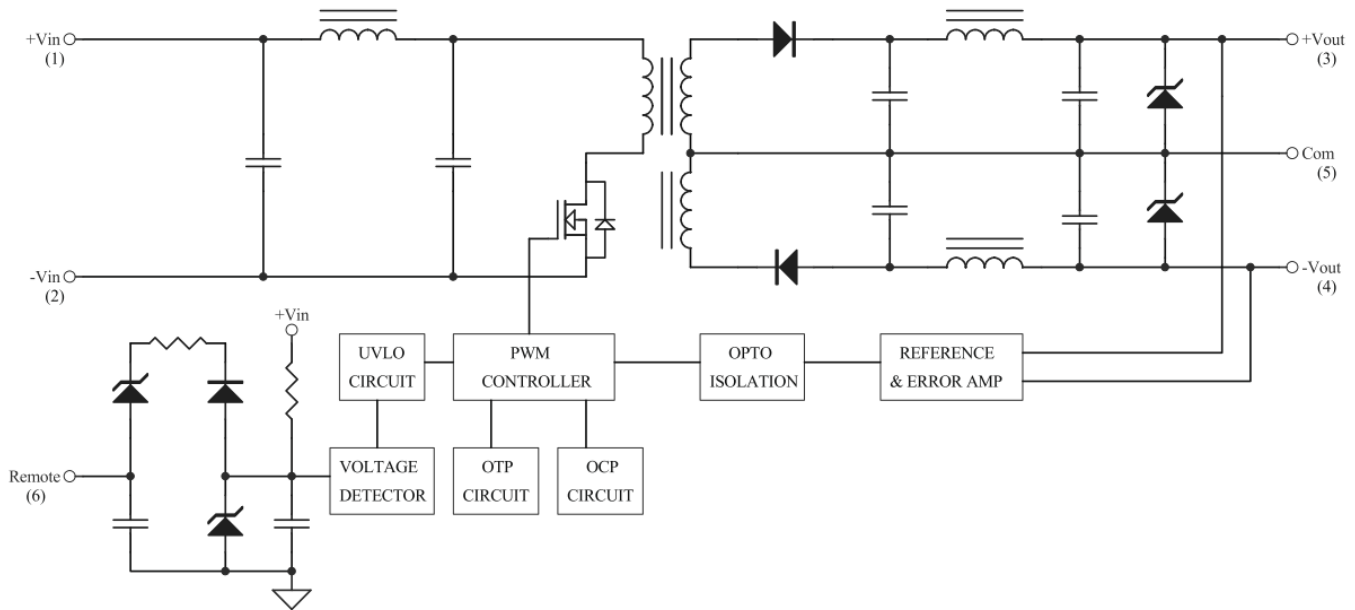 +Vin
(1)
+Vout
(3)
Com
(5)
-Vin
(2)
-Vout
(4)
+Vin
UVLO
CIRCUIT
PWM
CONTROLLER
OPTO
ISOLATION
REFERENCE
& ERROR AMP
Remote
(6)
VOLTAGE
DETECTOR
OTP
CIRCUIT
OCP
CIRCUIT